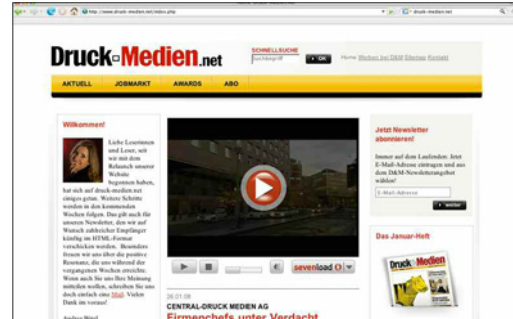 http://www.druck-medien.net/index.php
druck-medien.net
Druck-Medien.net
SCHNELLSUCHE
Suchbegriff
OK
Home Werben bei D&M Sitemap Kontakt
AKTUELL JOBMARKT AWARDS ABO
Willkommen!
Liebe Leserinnen
und Leser, seit
wir mit dem
Relaunch unserer
Website
begonnen haben,
hat sich auf druck-medien.net
einiges getan. Weitere Schritte
werden in den kommenden
Wochen folgen. Das gilt auch für
unseren Newsletter, den wir auf
Wunsch zahlreicher Empfänger
künftig im HTML-Format
verschicken werden. Besonders
freuen wir uns über die positive
Resonanz, die uns während der
vergangenen Wochen erreichte.
Wenn auch Sie uns Ihre Meinung
mitteilen wollen, schreiben Sie uns
doch einfach eine Mail. Vielen
Dank im voraus!
sevenload
26.01.08
CENTRAL-DRUCK MEDIEN AG
Firmenchefs unter Verdacht
Jetzt Newsletter
abonnieren!
Immer auf dem Laufenden: Jetzt
E-Mail-Adresse eintragen und aus
dem D&M-Newsletterangebot
wählen!
E-Mail-Adresse
weiter
Das Januar-Heft
Druck-Medien